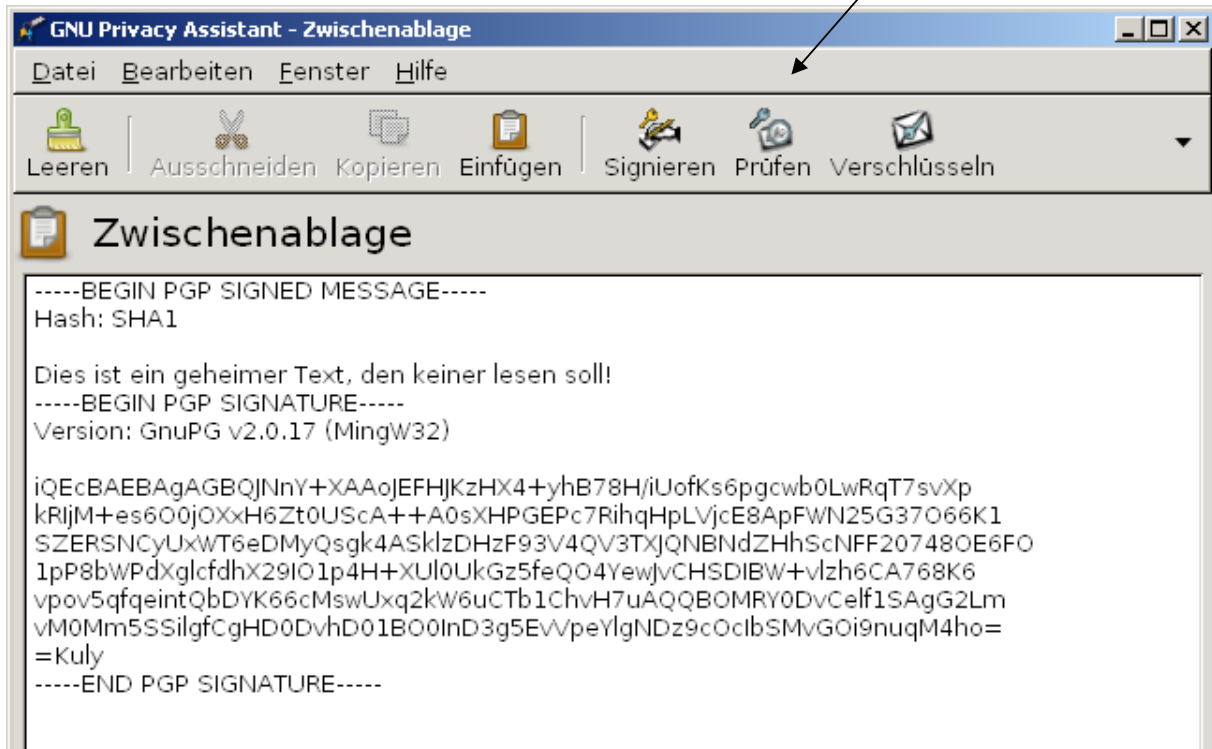 GNU Privacy Assistant - Zwischenablage
Datei Bearbeiten Fenster Hilfe
Leeren Ausschneiden Kopieren Einfügen Signieren Prüfen Verschlüsseln
Zwischenablage
-----BEGIN PGP SIGNED MESSAGE-----
Hash: SHA1
Dies ist ein geheimer Text, den keiner lesen soll!
-----BEGIN PGP SIGNATURE-----
Version: GnuPG v2.0.17 (MingW32)
iQEcBAEBAgAGBQJNnY+XAAoJEFHJKzHX4+yhB78H/iUofKs6pgcwb0LwRqT7svXp
kRIjM+es6O0jOXxH6Zt0UScA++A0sXHPGEPc7RihqHpLVjcE8ApFWN25G37O66K1
SZERSNCyUxWT6eDMyQsgk4ASklzDHzF93V4QV3TXJQNBNdZHhScNFF20748OE6FO
1pP8bWPdXglcfdhX29IO1p4H+XUl0UkGz5feQO4YewJvCHSDIBW+vlzh6CA768K6
vpov5qfqeintQbDYK66cMswUxq2kW6uCTb1ChvH7uAQQBOMRY0DvCelf1SAgG2Lm
vM0Mm5SSilgfCgHD0DvhD01BO0InD3g5EvVpeYlgNDz9cOcIbSMvGOi9nuqM4ho=
=Kuly
-----END PGP SIGNATURE-----